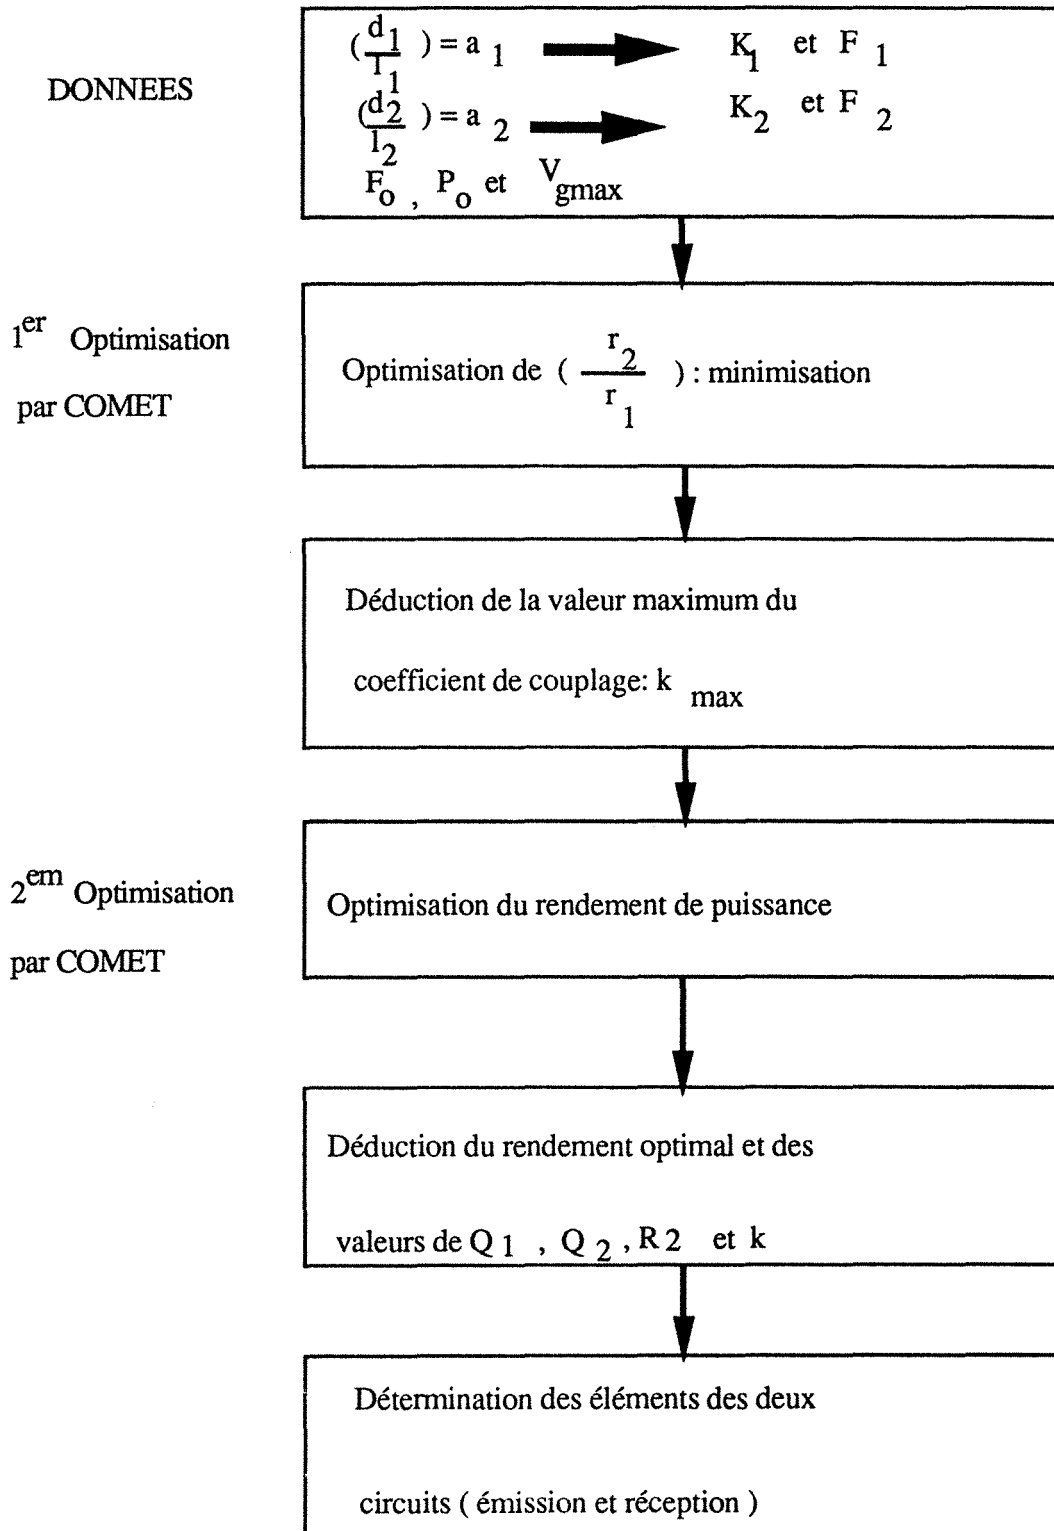 DONNEES
(d1/l1) = a1 → K1 et F1
(d2/l2) = a2 → K2 et F2
Fo, Po et Vgmax
1er Optimisation
par COMET
Optimisation de ( r2/r1 ) : minimisation
Déduction de la valeur maximum du
coefficient de couplage: k max
2em Optimisation
par COMET
Optimisation du rendement de puissance
Déduction du rendement optimal et des
valeurs de Q1 , Q2 , R2 et k
Détermination des éléments des deux
circuits ( émission et réception )